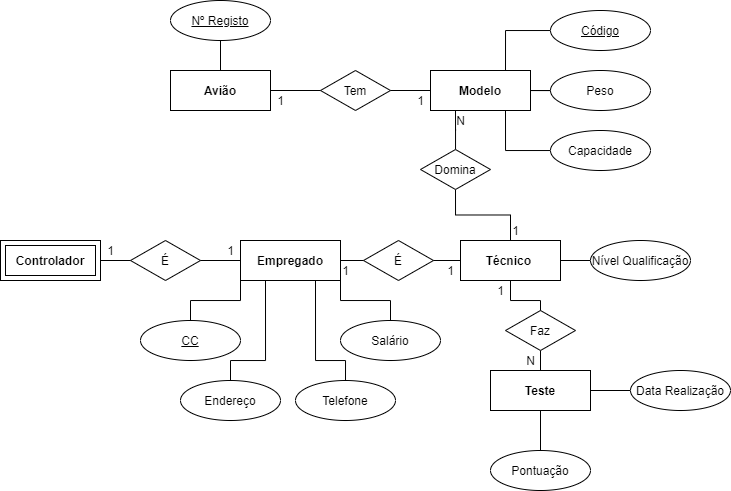 Nº Registo
Código
Avião
1
Tem
1
Modelo
Peso
N
Capacidade
Domina
1
Controlador
1
É
1
Empregado
1
É
1
Técnico
Nível Qualificação
1
CC
Salário
Faz
N
Endereço
Telefone
Teste
Data Realização
Pontuação